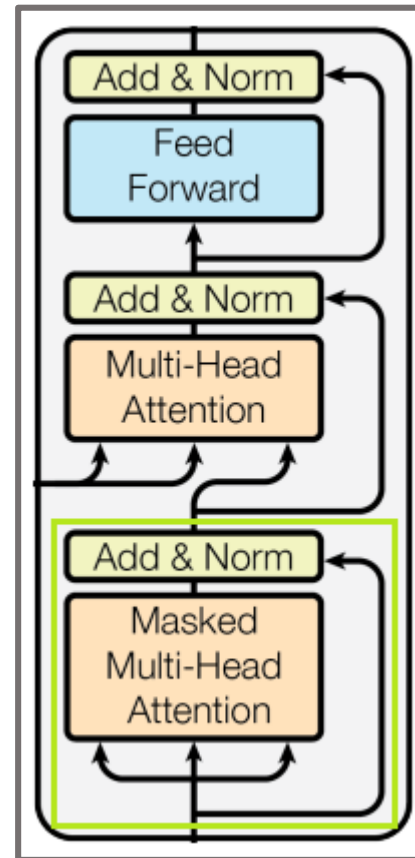 Add & Norm
Feed
Forward
Add & Norm
Multi-Head
Attention
Add & Norm
Masked
Multi-Head
Attention